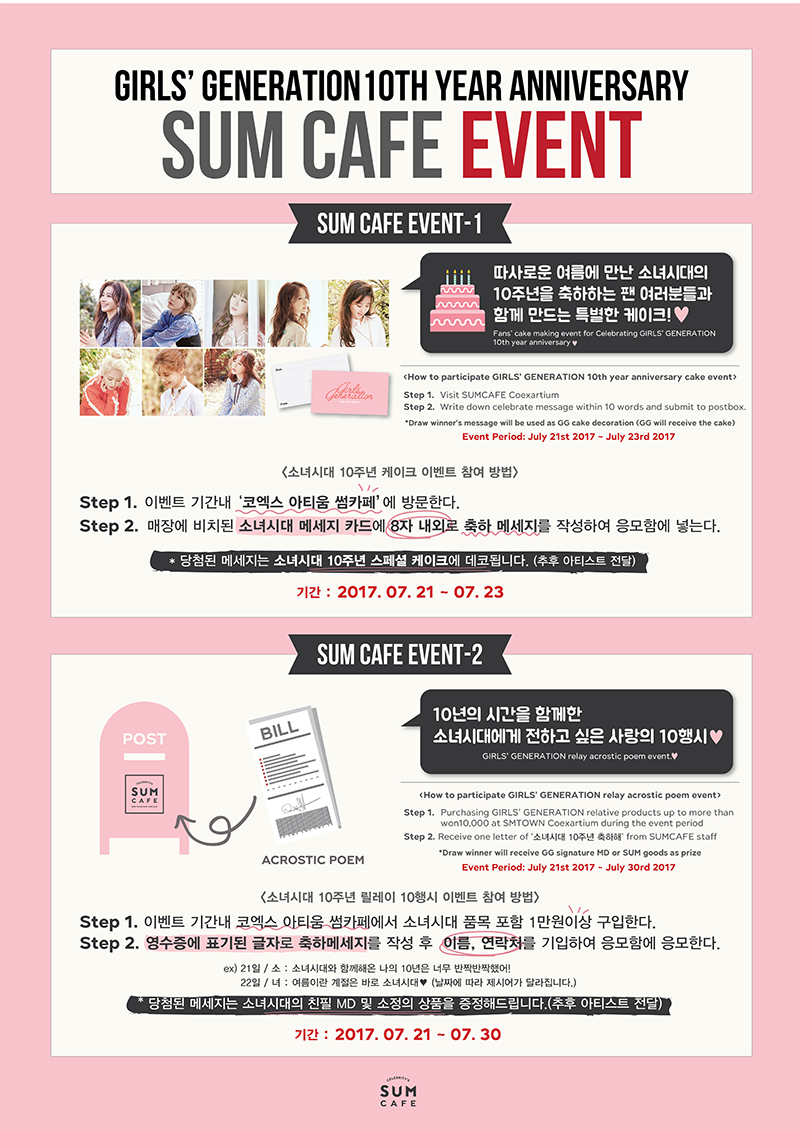 GIRLS' GENERATION10TH YEAR ANNIVERSARY
SUM CAFE EVENT
SUM CAFE EVENT-1
따사로운 여름에 만난 소녀시대의
10주년을 축하하는 팬 여러분들과
함께 만드는 특별한 케이크!♥
Fans' cake making event for Celebrating GIRLS' GENERATION
10th year anniversary♥
Girls'
Generation
<How to participate GIRLS' GENERATION 10th year anniversary cake event>
Step 1. Visit SUMCAFE Coexartium
Step 2. Write down celebrate message within 10 words and submit to postbox.
*Draw winner's message will be used as GG cake decoration (GG will receive the cake)
Event Period: July 21st 2017 ~ July 23rd 2017
<소녀시대 10주년 케이크 이벤트 참여 방법>
Step 1. 이벤트 기간내 '코엑스 아티움 썸카페'에 방문한다.
Step 2. 매장에 비치된 소녀시대 메세지 카드에 8자 내외로 축하 메세지를 작성하여 응모함에 넣는다.
* 당첨된 메세지는 소녀시대 10주년 스페셜 케이크에 데코됩니다. (추후 아티스트 전달)
기간 : 2017. 07. 21 ~ 07. 23
SUM CAFE EVENT-2
10년의 시간을 함께한
소녀시대에게 전하고 싶은 사랑의 10행시♥
GIRLS' GENERATION relay acrostic poem event.♥
POST
CELEBRITY'S
SUM
CAFE
BILL
ACROSTIC POEM
<How to participate GIRLS' GENERATION relay acrostic poem event>
Step 1. Purchasing GIRLS' GENERATION relative products up to more than
won10,000 at SMTOWN Coexartium during the event period
Step 2. Receive one letter of '소녀시대 10주년 축하해' from SUMCAFE staff
*Draw winner will receive GG signature MD or SUM goods as prize
Event Period: July 21st 2017 ~ July 30rd 2017
<소녀시대 10주년 릴레이 10행시 이벤트 참여 방법>
Step 1. 이벤트 기간내 코엑스 아티움 썸카페에서 소녀시대 품목 포함 1만원이상 구입한다.
Step 2. 영수증에 표기된 글자로 축하메세지를 작성 후 이름, 연락처를 기입하여 응모함에 응모한다.
ex) 21일 / 소 : 소녀시대와 함께해온 나의 10년은 너무 반짝반짝했어!
22일 / 녀 : 여름이란 계절은 바로 소녀시대♥ (날짜에 따라 제시어가 달라집니다.)
* 당첨된 메세지는 소녀시대의 친필 MD 및 소정의 상품을 증정해드립니다.(추후 아티스트 전달)
기간 : 2017. 07. 21 ~ 07. 30
CELEBRITY'S
SUM
CAFE